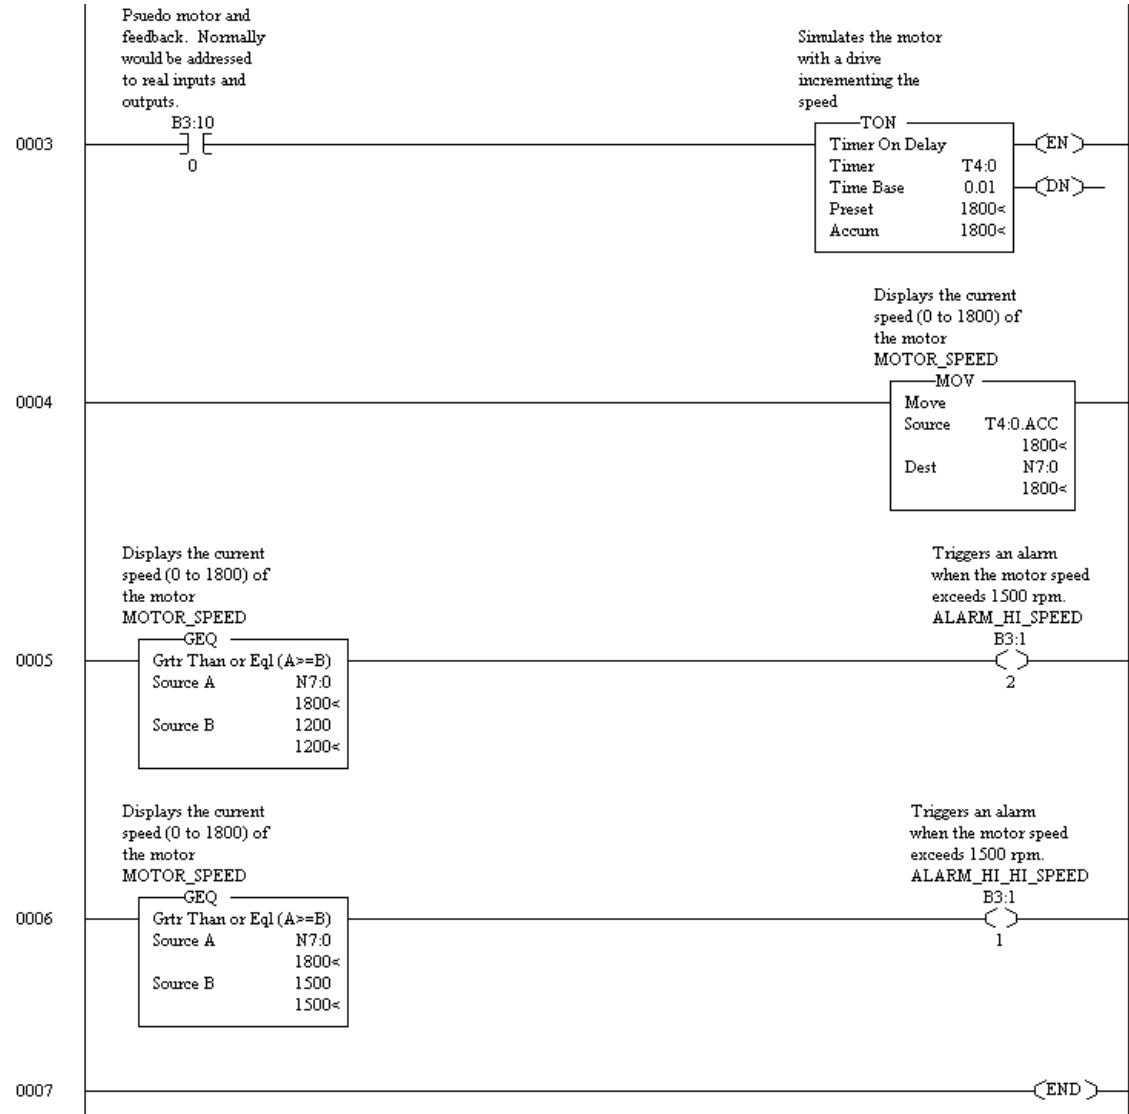 Psuedo motor and
feedback. Normally
would be addressed
to real inputs and
outputs.
B3:10
0
Simulates the motor
with a drive
incrementing the
speed
0003
TON
Timer On Delay
Timer T4:0
Time Base 0.01
Preset 1800<
Accum 1800<
EN
DN
Displays the current
speed (0 to 1800) of
the motor
MOTOR_SPEED
0004
MOV
Move
Source T4:0.ACC
1800<
Dest N7:0
1800<
Displays the current
speed (0 to 1800) of
the motor
MOTOR_SPEED
0005
GEQ
Grtr Than or Eql (A>=B)
Source A N7:0
1800<
Source B 1200
1200<
Triggers an alarm
when the motor speed
exceeds 1500 rpm.
ALARM_HI_SPEED
B3:1
2
Displays the current
speed (0 to 1800) of
the motor
MOTOR_SPEED
0006
GEQ
Grtr Than or Eql (A>=B)
Source A N7:0
1800<
Source B 1500
1500<
Triggers an alarm
when the motor speed
exceeds 1500 rpm.
ALARM_HI_HI_SPEED
B3:1
1
0007
END